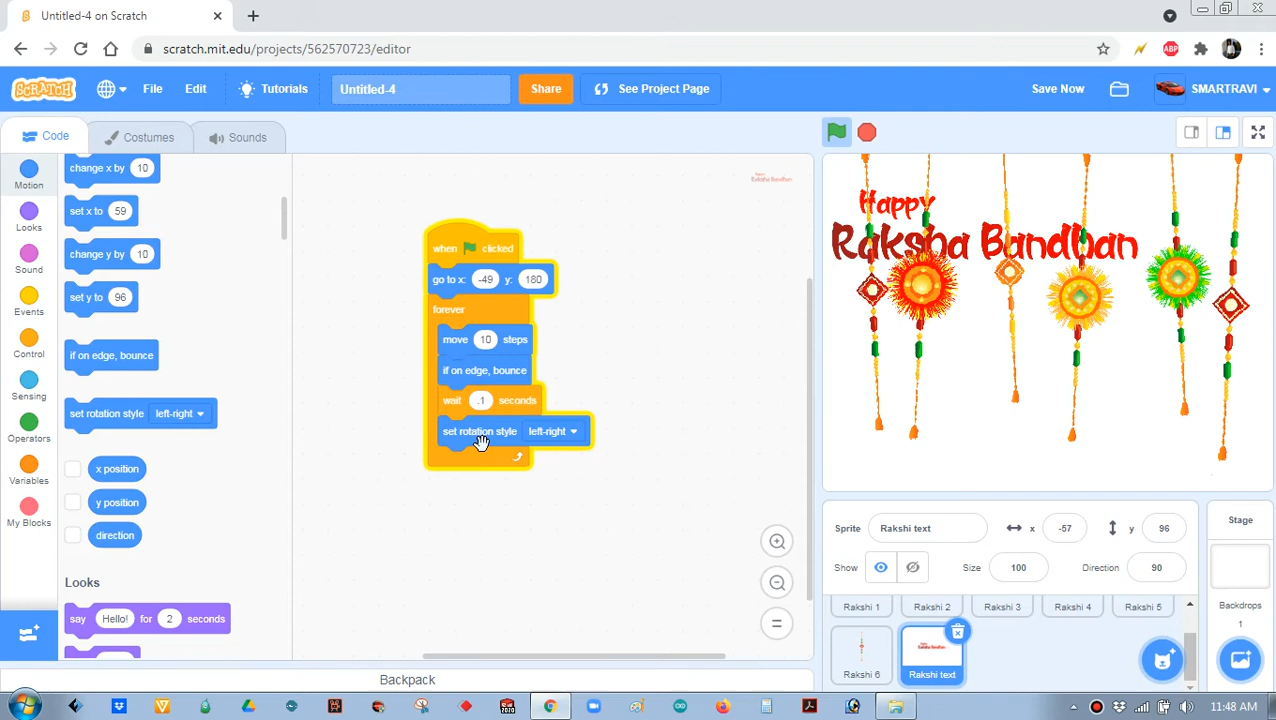 Untitled-4 on Scratch
scratch.mit.edu/projects/562570723/editor
ABP
SCRATCH File Edit Tutorials Untitled-4 Share See Project Page Save Now SMARTRAVI
Code Costumes Sounds
Motion
Looks
Sound
Events
Control
Sensing
Operators
Variables
My Blocks
change x by 10
set x to 59
change y by 10
set y to 96
if on edge, bounce
set rotation style left-right
x position
y position
direction
Looks
say Hello! for 2 seconds
when clicked
go to x: -49 y: 180
forever
move 10 steps
if on edge, bounce
wait .1 seconds
set rotation style left-right
Happy
Raksha Bandhan
Happy
Raksha Bandhan
Sprite Rakshi text x -57 y 96
Show Size 100 Direction 90
Rakshi 1 Rakshi 2 Rakshi 3 Rakshi 4 Rakshi 5
Rakshi 6 Rakshi text
Stage
Backdrops
1
Backpack
11:48 AM